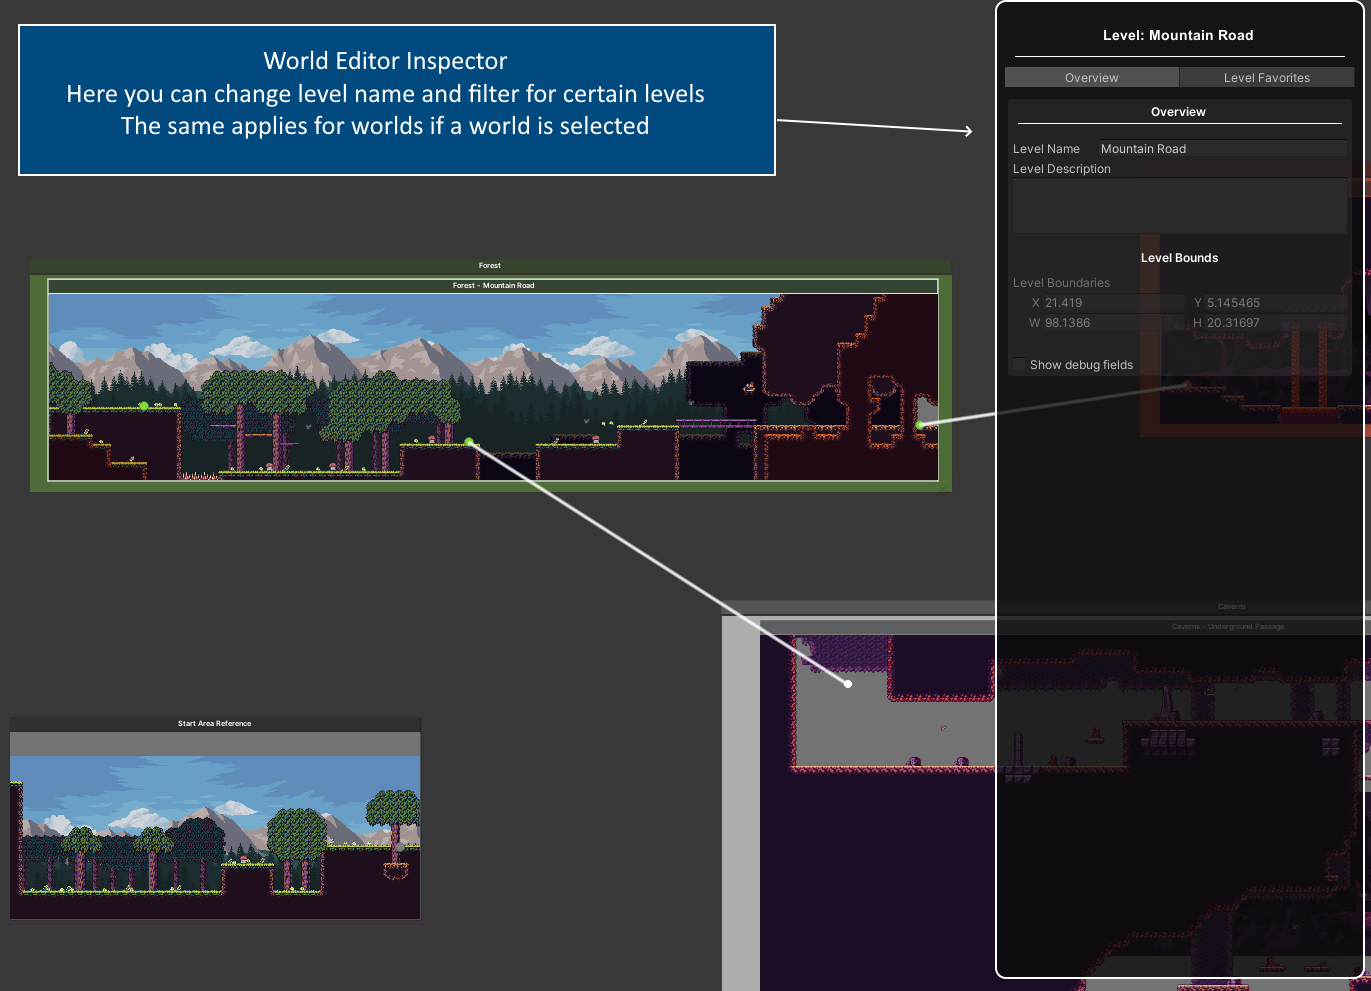 World Editor Inspector
Here you can change level name and filter for certain levels
The same applies for worlds if a world is selected
Level: Mountain Road
Overview
Level Favorites
Overview
Level Name
Mountain Road
Level Description
Level Bounds
Level Boundaries
X 21.419
Y 5.145465
W 98.1386
H 20.31697
Show debug fields
Forest
Forest - Mountain Road
Caverns
Caverns - Underground Passage
Start Area Reference